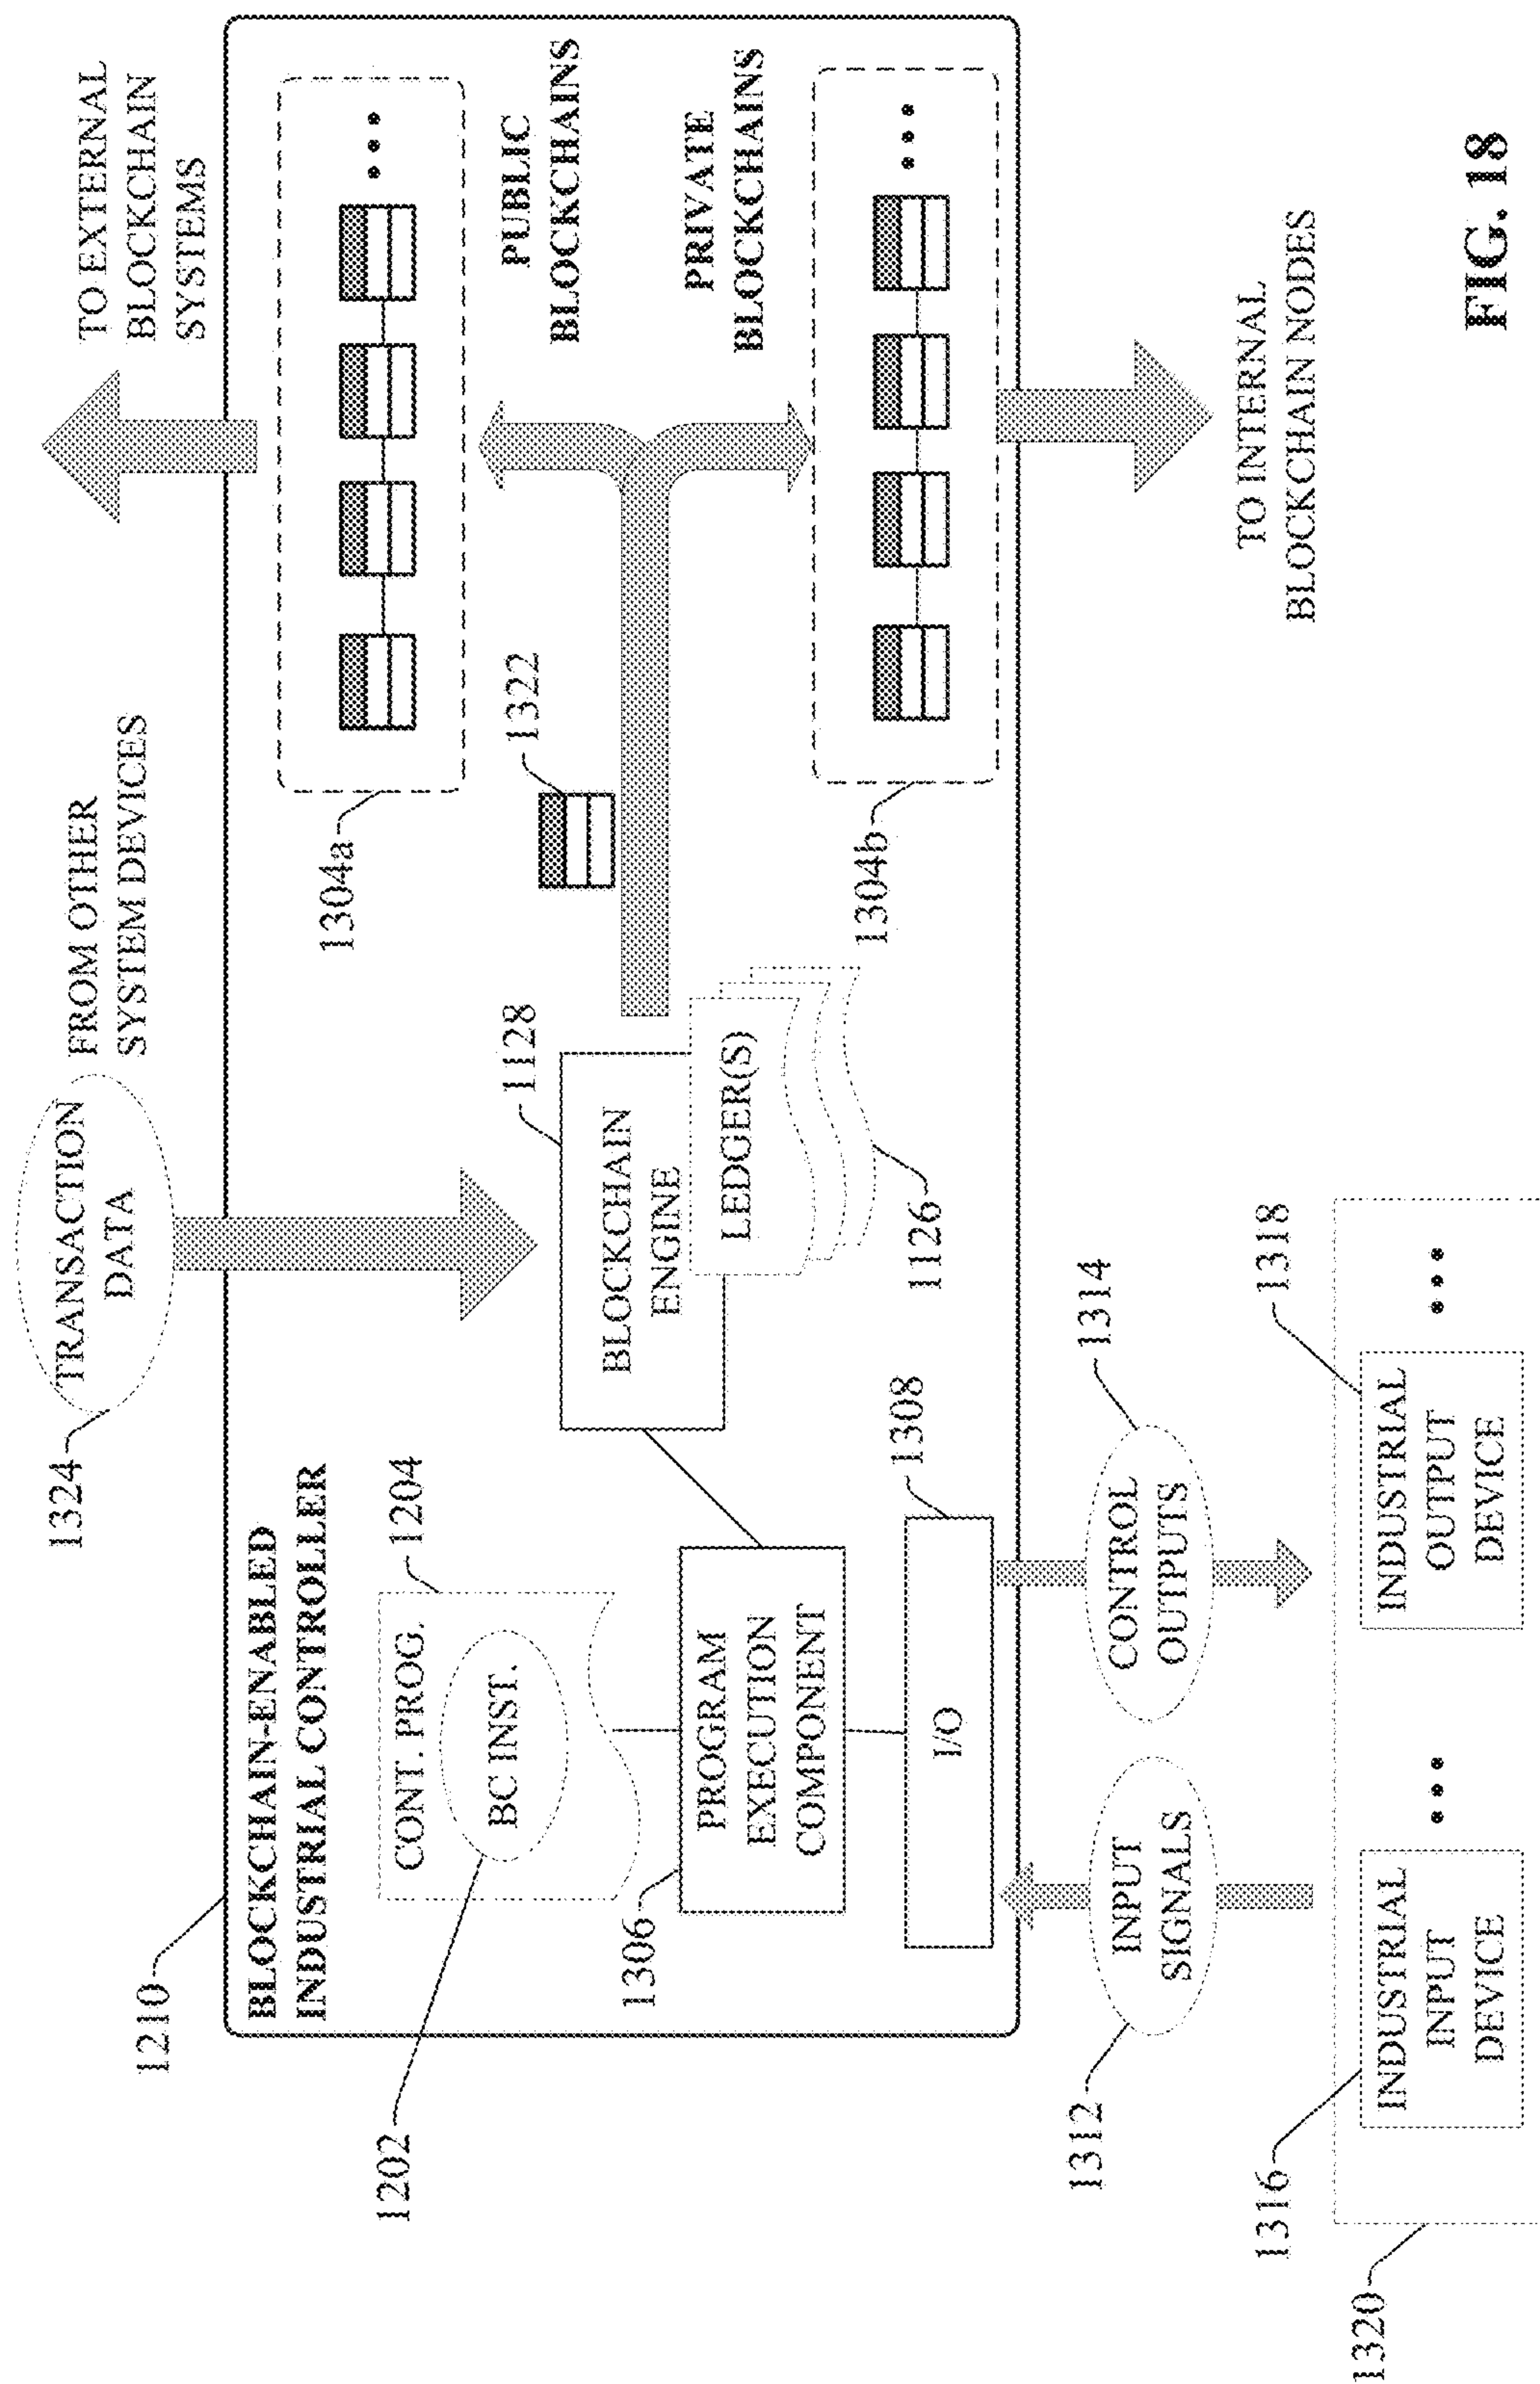 1324
TRANSACTION
DATA
FROM OTHER
SYSTEM DEVICES
TO EXTERNAL
BLOCKCHAIN
SYSTEMS
1210
BLOCKCHAIN-ENABLED
INDUSTRIAL CONTROLLER
1204
CONT. PROG.
BC INST.
1202
1306
PROGRAM
EXECUTION
COMPONENT
I/O
1308
1128
BLOCKCHAIN
ENGINE
LEDGER(S)
1126
1322
1304a
PUBLIC
BLOCKCHAINS
PRIVATE
BLOCKCHAINS
1304b
1312
INPUT
SIGNALS
CONTROL
OUTPUTS
1314
TO INTERNAL
BLOCKCHAIN NODES
1316
INDUSTRIAL
INPUT
DEVICE
INDUSTRIAL
OUTPUT
DEVICE
1318
1320
FIG. 18